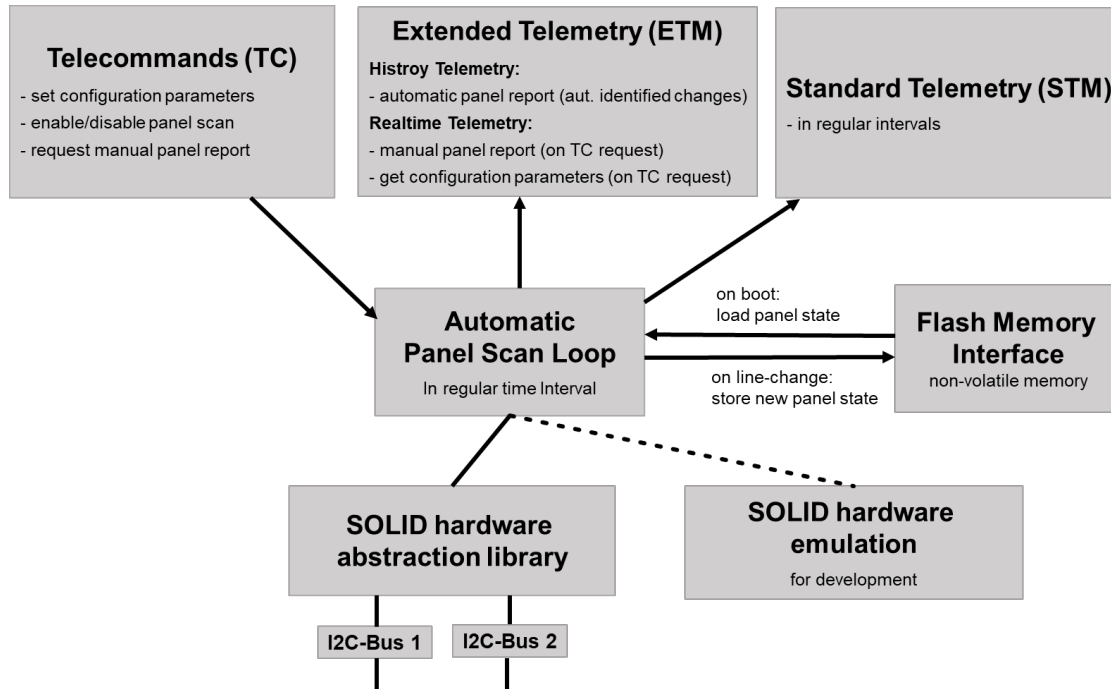 Telecommands (TC)
- set configuration parameters
- enable/disable panel scan
- request manual panel report
Extended Telemetry (ETM)
Histroy Telemetry:
- automatic panel report (aut. identified changes)
Realtime Telemetry:
- manual panel report (on TC request)
- get configuration parameters (on TC request)
Standard Telemetry (STM)
- in regular intervals
Automatic
Panel Scan Loop
In regular time Interval
on boot:
load panel state
on line-change:
store new panel state
Flash Memory
Interface
non-volatile memory
SOLID hardware
abstraction library
SOLID hardware
emulation
for development
I2C-Bus 1
I2C-Bus 2